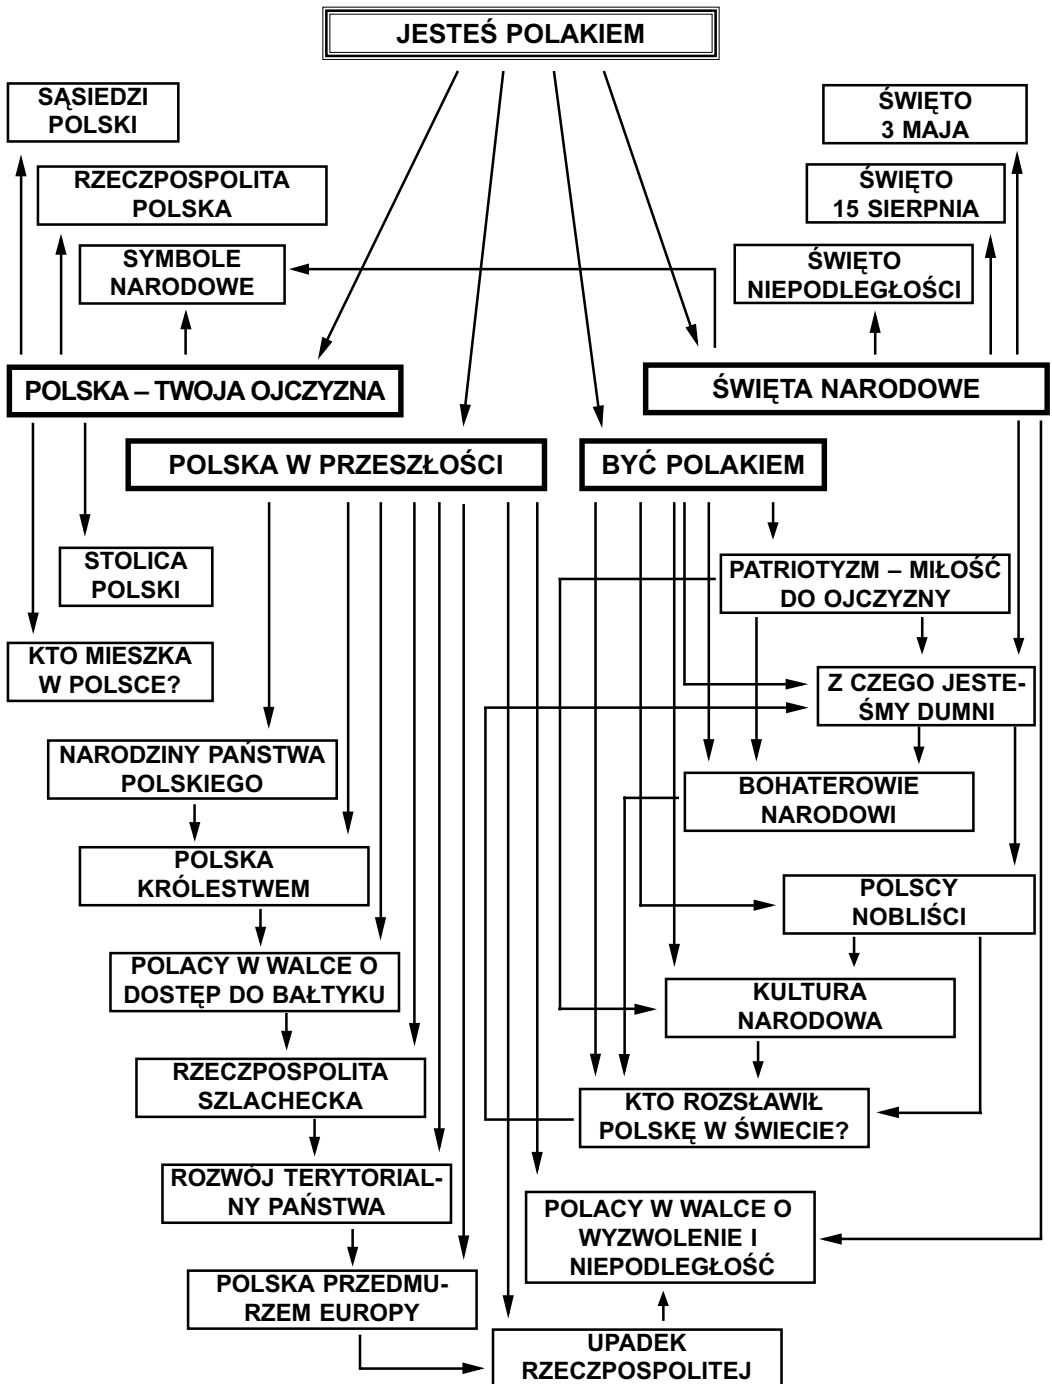 JESTEŚ POLAKIEM
SĄSIEDZI
POLSKI
ŚWIĘTO
3 MAJA
RZECZPOSPOLITA
POLSKA
ŚWIĘTO
15 SIERPNIA
SYMBOLE
NARODOWE
ŚWIĘTO
NIEPODLEGŁOŚCI
POLSKA – TWOJA OJCZYZNA
ŚWIĘTA NARODOWE
POLSKA W PRZESZŁOŚCI
BYĆ POLAKIEM
STOLICA
POLSKI
PATRIOTYZM – MIŁOŚĆ
DO OJCZYZNY
KTO MIESZKA
W POLSCE?
Z CZEGO JESTE-
ŚMY DUMNI
NARODZINY PAŃSTWA
POLSKIEGO
BOHATEROWIE
NARODOWI
POLSKA
KRÓLESTWEM
POLSCY
NOBLIŚCI
POLACY W WALCE O
DOSTĘP DO BAŁTYKU
KULTURA
NARODOWA
RZECZPOSPOLITA
SZLACHECKA
KTO ROZSŁAWIŁ
POLSKĘ W ŚWIECIE?
ROZWÓJ TERYTORIAL-
NY PAŃSTWA
POLACY W WALCE O
WYZWOLENIE I
NIEPODLEGŁOŚĆ
POLSKA PRZEDMU-
RZEM EUROPY
UPADEK
RZECZPOSPOLITEJ